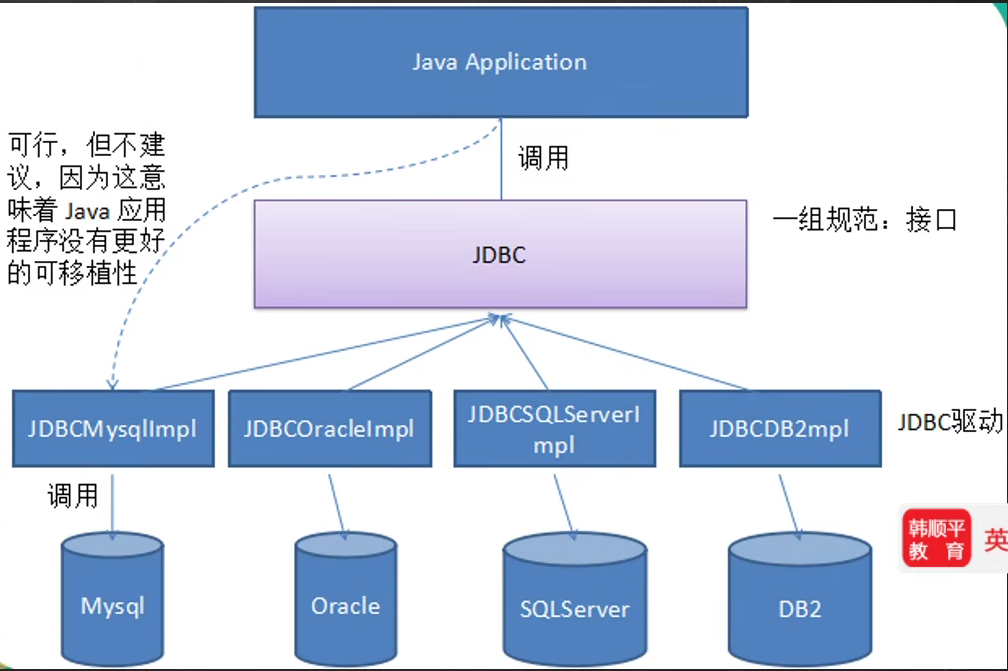 Java Application
可行，但不建
议，因为这意
味着 Java 应用
程序没有更好
的可移植性
调用
一组规范：接口
JDBC
JDBCMysqlImpl
JDBCOracleImpl
JDBCSQLServerI
mpl
JDBCDB2mpl
JDBC驱动
调用
Mysql
Oracle
SQLServer
DB2
韩顺平
教 育
英